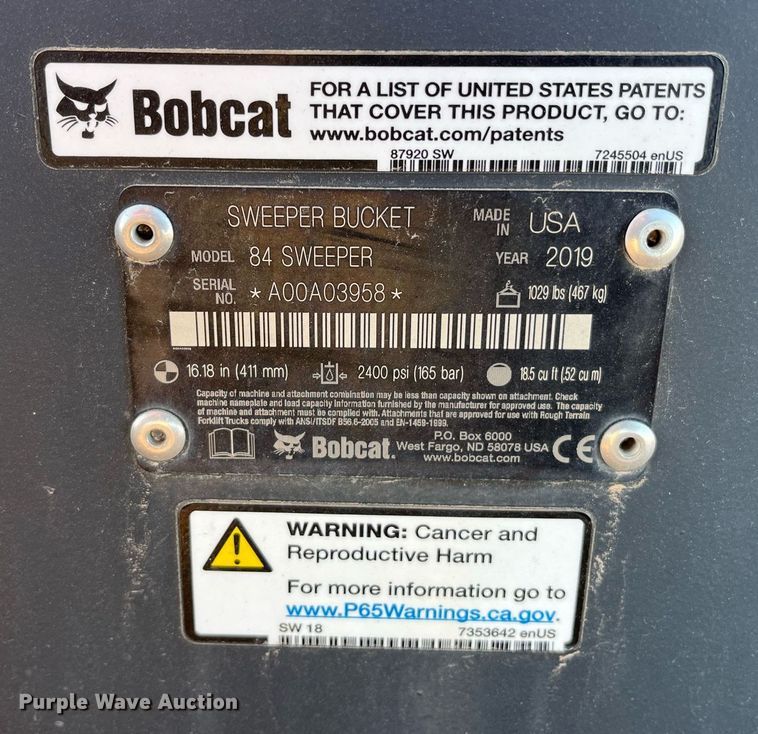 Bobcat
FOR A LIST OF UNITED STATES PATENTS
THAT COVER THIS PRODUCT, GO TO:
www.bobcat.com/patents
87920 SW 7245504 enUS
SWEEPER BUCKET MADE IN USA
MODEL 84 SWEEPER YEAR 2019
SERIAL NO. *A00A03958* 1029 lbs (467 kg)
16.18 in (411 mm) 2400 psi (165 bar) 18.5 cu ft (.52 cu m)
Capacity of machine and attachment combination may be less than capacity shown on attachment. Check
machine nameplate and load capacity information furnished by the manufacturer for approved use. The capacity
of machine and attachment must be complied with. Attachments that are approved for use with Rough Terrain
Forklift Trucks comply with ANSI/ITSDF B56.6-2005 and EN-1459-1999.
Bobcat.
P.O. Box 6000
West Fargo, ND 58078 USA
www.bobcat.com
CE
WARNING: Cancer and
Reproductive Harm
For more information go to
www.P65Warnings.ca.gov.
SW 18 7353642 enUS
Purple Wave Auction